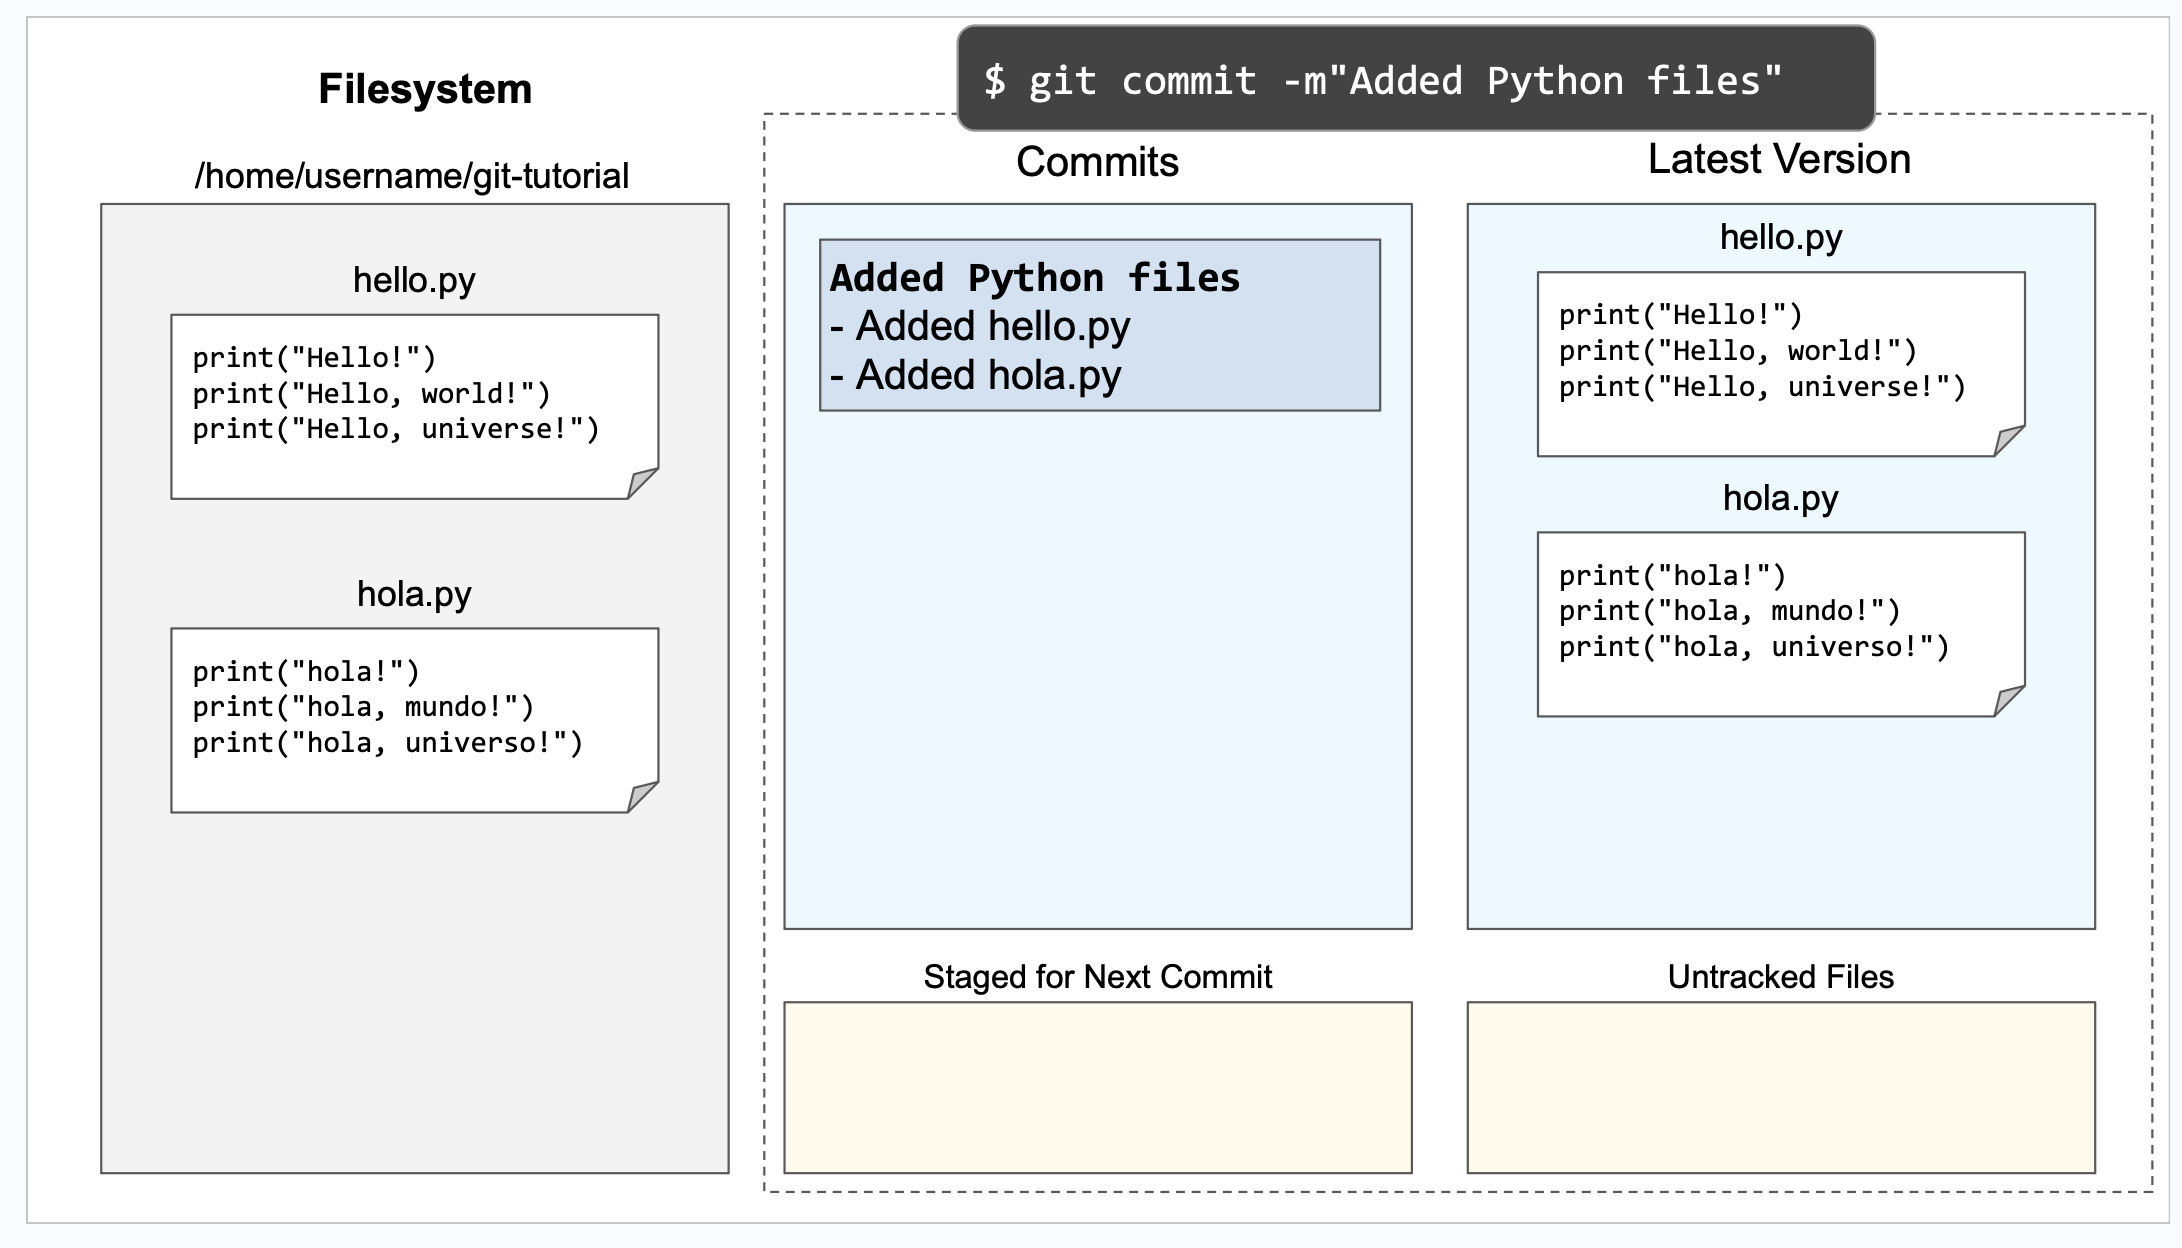 $ git commit -m"Added Python files"
Filesystem
/home/username/git-tutorial
hello.py
print("Hello!")
print("Hello, world!")
print("Hello, universe!")
hola.py
print("hola!")
print("hola, mundo!")
print("hola, universo!")
Commits
Added Python files
- Added hello.py
- Added hola.py
Latest Version
hello.py
print("Hello!")
print("Hello, world!")
print("Hello, universe!")
hola.py
print("hola!")
print("hola, mundo!")
print("hola, universo!")
Staged for Next Commit
Untracked Files